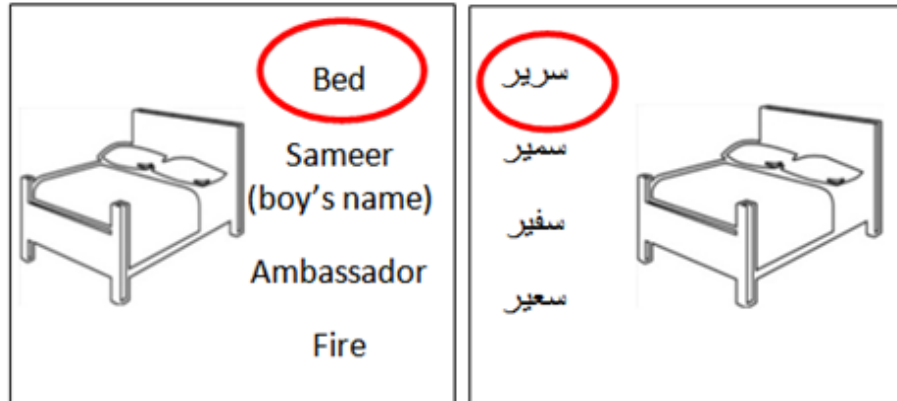 Bed
Sameer
(boy's name)
Ambassador
Fire
سرير
سمير
سفير
سعير